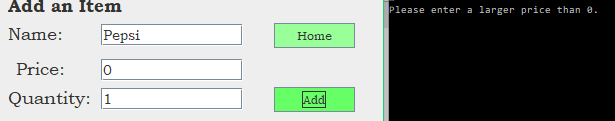 Add an Item
Name: Pepsi Home
Price: 0
Quantity: 1 Add
Please enter a larger price than 0.